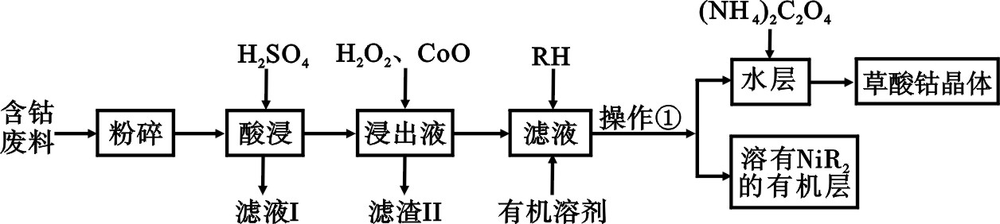 (NH4)2C2O4
H2SO4
H2O2、CoO
RH
含钴
废料
粉碎
酸浸
浸出液
滤液
操作①
水层
草酸钴晶体
溶有NiR2
的有机层
滤液I
滤渣II
有机溶剂